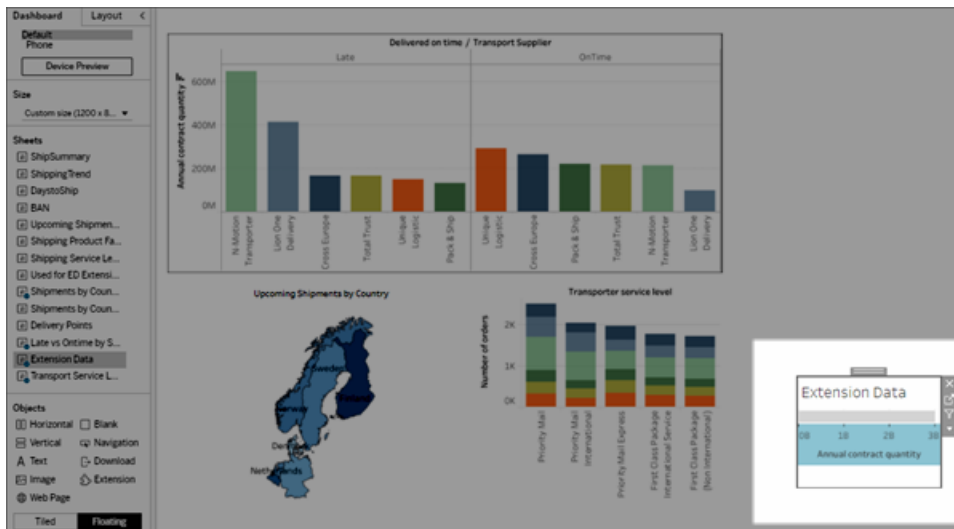 Dashboard
Layout
Default
Phone
Device Preview
Size
Custom size (1200 x 8...
Sheets
ShipSummary
ShippingTrend
DaystoShip
BAN
Upcoming Shipmen...
Shipping Product Fa...
Shipping Service Le...
Used for ED Extensi...
Shipments by Coun...
Shipments by Coun...
Delivery Points
Late vs Ontime by S...
Extension Data
Transport Service L...
Objects
Horizontal
Blank
Vertical
Navigation
Text
Download
Image
Extension
Web Page
Tiled
Floating
Delivered on time / Transport Supplier
Late
OnTime
Annual contract quantity
600M
400M
200M
0M
N-Motion
Transporter
Lion One
Delivery
Cross Europe
Total Trust
Unique
Logistic
Pack & Ship
Unique
Logistic
Cross Europe
Pack & Ship
Total Trust
N-Motion
Transporter
Lion One
Delivery
Upcoming Shipments by Country
Sweden
Finland
Norway
Netherlands
Transporter service level
Number of orders
2K
1K
0K
Priority Mail
Priority Mail
International
Priority Mail Express
First Class Package
International Service
First Class Package
(Non International)
Extension Data
0B
1B
2B
3B
Annual contract quantity